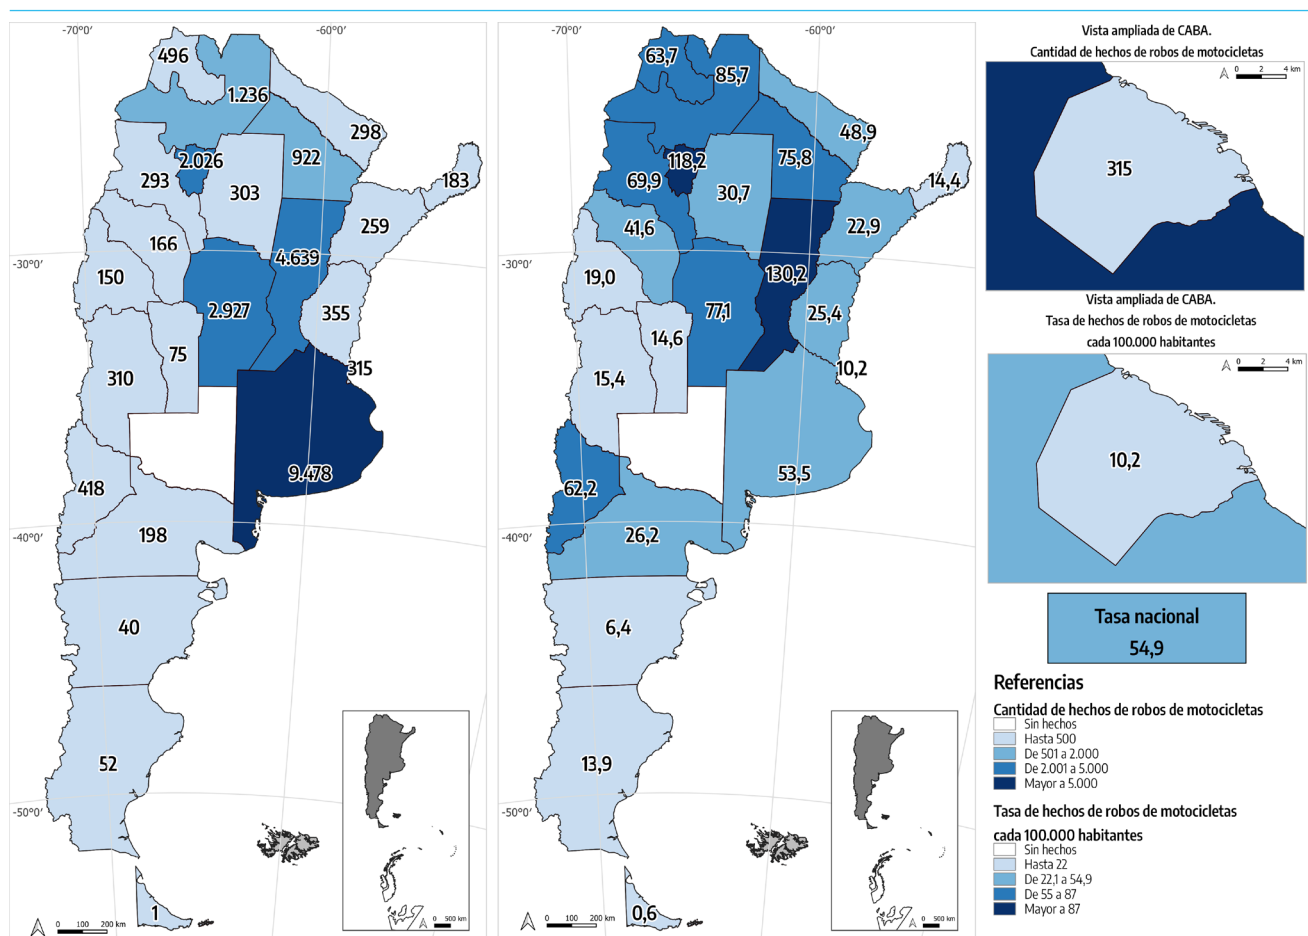 -70°0′
-60°0′
-30°0′
-40°0′
-50°0′
496
1.236
298
2.026
922
293
303
183
166
259
150
4.639
2.927
355
75
315
310
9.478
418
198
40
52
1
0 100 200 km
0 500 km
-70°0′
-60°0′
-30°0′
-40°0′
-50°0′
63,7
85,7
48,9
118,2
75,8
69,9
30,7
14,4
41,6
22,9
19,0
130,2
77,1
25,4
14,6
10,2
15,4
53,5
62,2
26,2
6,4
13,9
0,6
0 100 200 km
0 500 km
Vista ampliada de CABA.
Cantidad de hechos de robos de motocicletas
0 2 4 km
315
Vista ampliada de CABA.
Tasa de hechos de robos de motocicletas
cada 100.000 habitantes
0 2 4 km
10,2
Tasa nacional
54,9
Referencias
Cantidad de hechos de robos de motocicletas
Sin hechos
Hasta 500
De 501 a 2.000
De 2.001 a 5.000
Mayor a 5.000
Tasa de hechos de robos de motocicletas
cada 100.000 habitantes
Sin hechos
Hasta 22
De 22,1 a 54,9
De 55 a 87
Mayor a 87